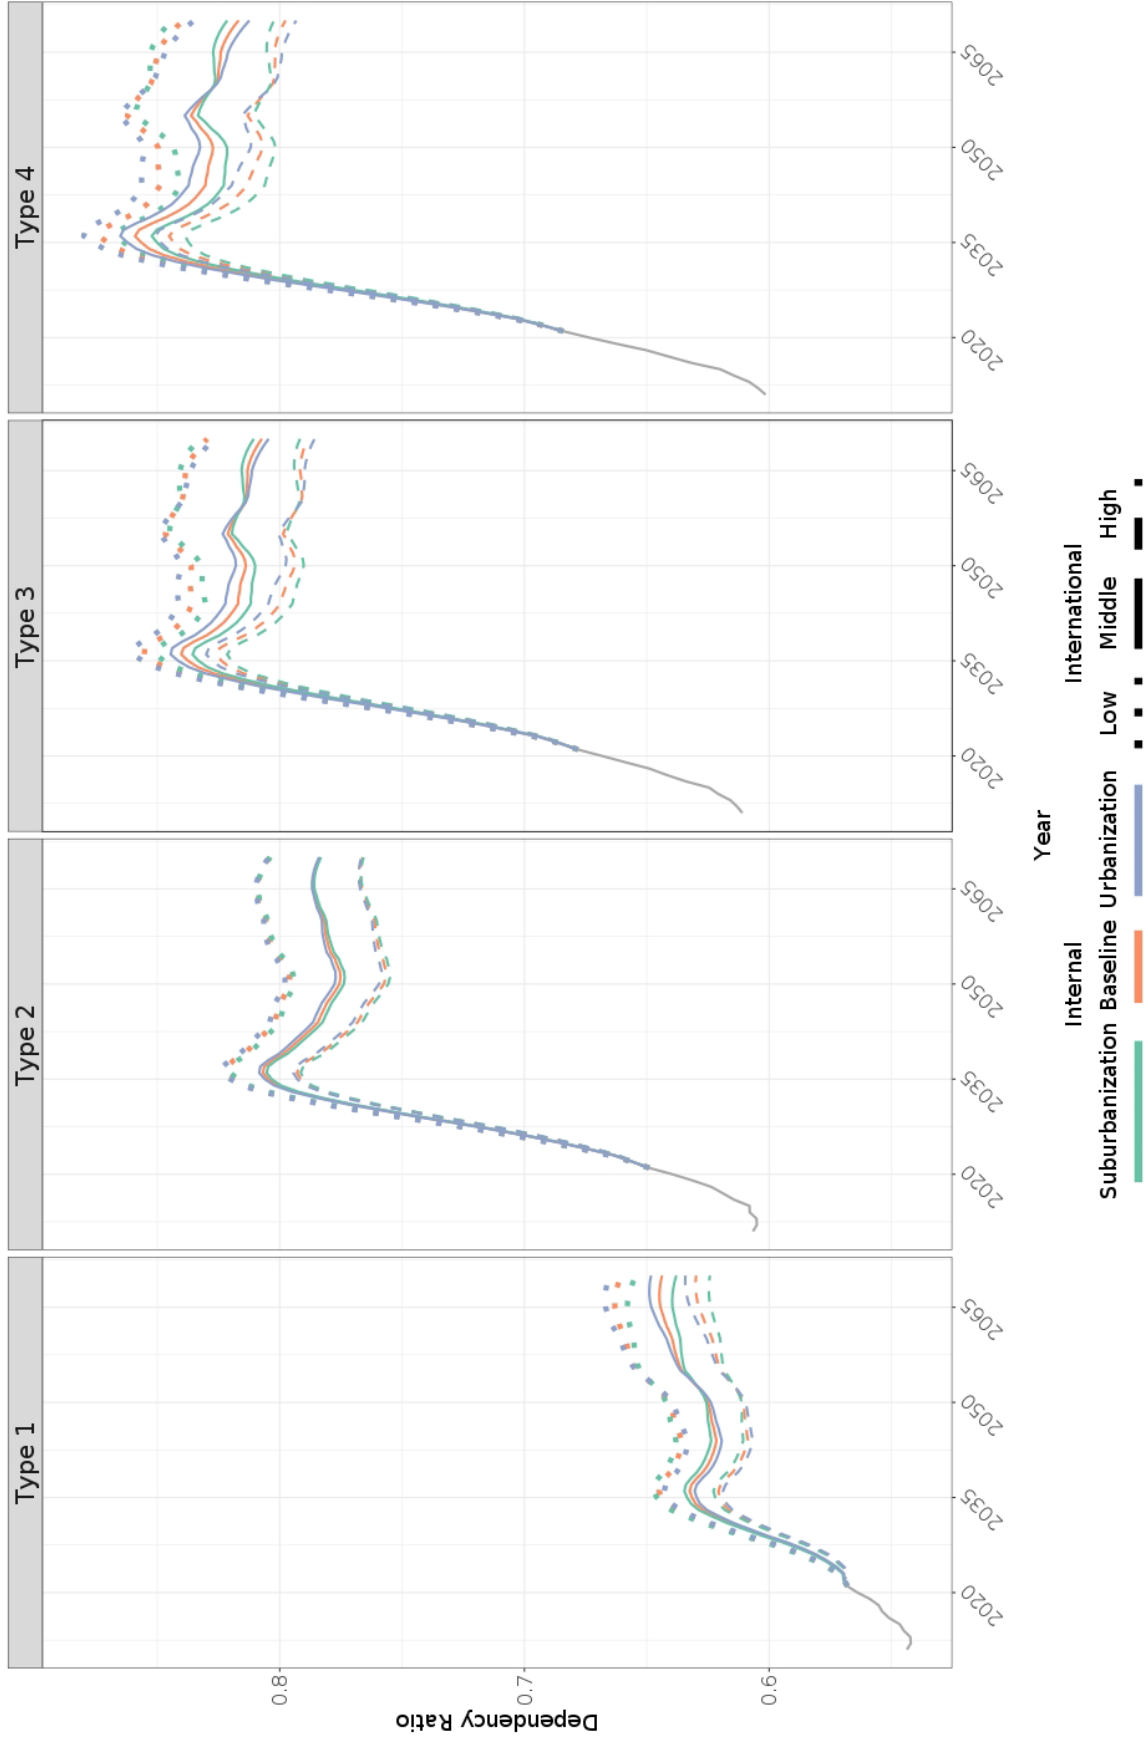 Type 1
Type 2
Type 3
Type 4
Dependency Ratio
0.8
0.7
0.6
2020
2035
2050
2065
2020
2035
2050
2065
2020
2035
2050
2065
2020
2035
2050
2065
Year
Internal
International
Suburbanization Baseline Urbanization Low Middle High